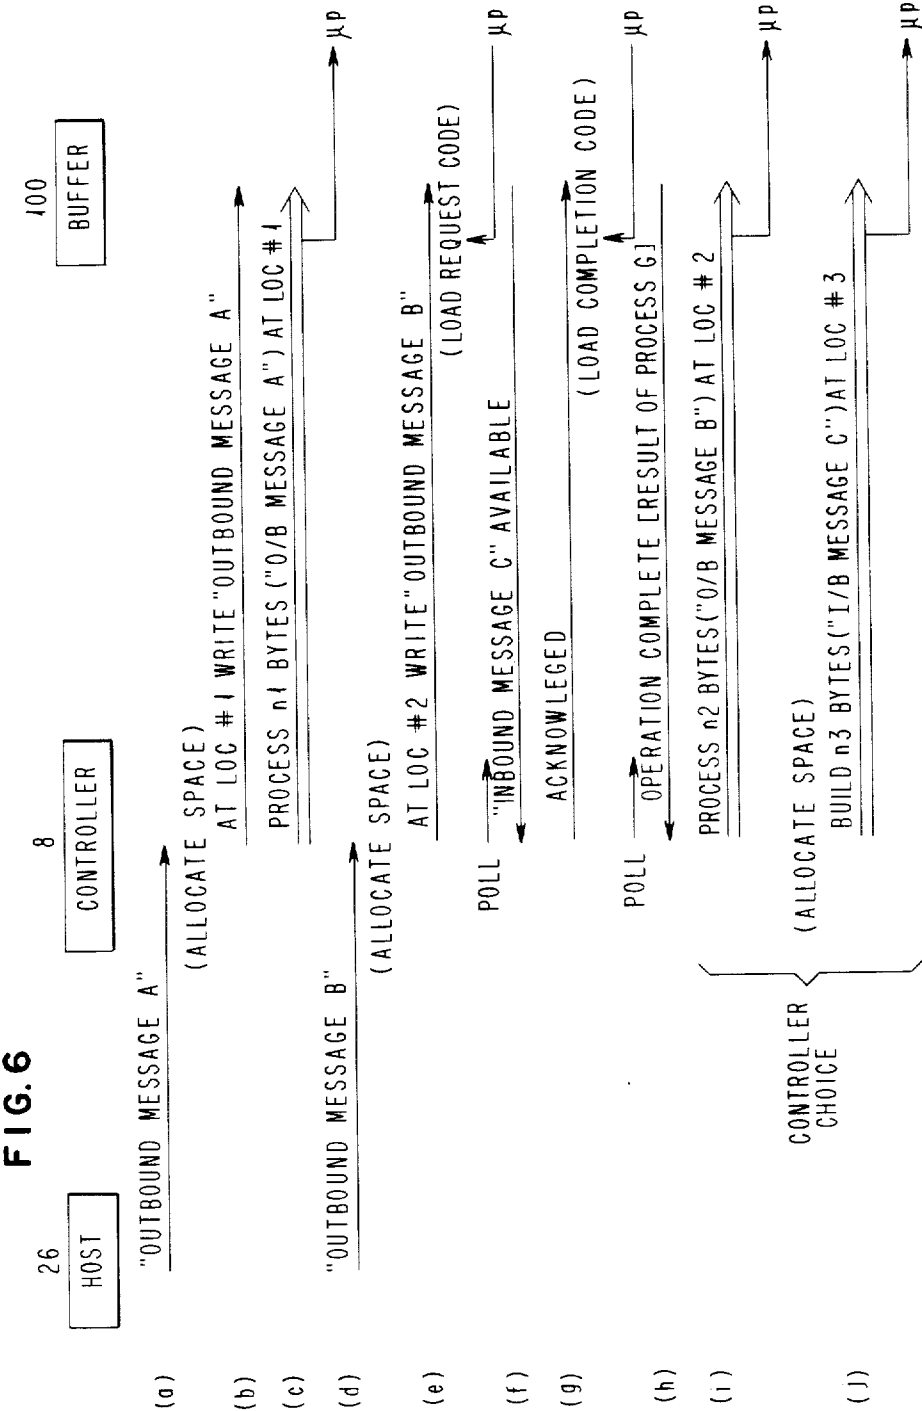 FIG. 6
26
HOST
8
CONTROLLER
100
BUFFER
(a)
"OUTBOUND MESSAGE A"
(ALLOCATE SPACE)
(b)
AT LOC #1 WRITE "OUTBOUND MESSAGE A"
(c)
PROCESS n1 BYTES ("O/B MESSAGE A") AT LOC #1
μp
(d)
"OUTBOUND MESSAGE B"
(ALLOCATE SPACE)
(e)
AT LOC #2 WRITE "OUTBOUND MESSAGE B"
(LOAD REQUEST CODE)
μp
POLL
(f)
"INBOUND MESSAGE C" AVAILABLE
(g)
ACKNOWLEGED
(LOAD COMPLETION CODE)
μp
POLL
(h)
OPERATION COMPLETE [RESULT OF PROCESS G]
(i)
PROCESS n2 BYTES ("O/B MESSAGE B") AT LOC #2
μp
CONTROLLER
CHOICE
(ALLOCATE SPACE)
(J)
BUILD n3 BYTES ("I/B MESSAGE C") AT LOC #3
μp